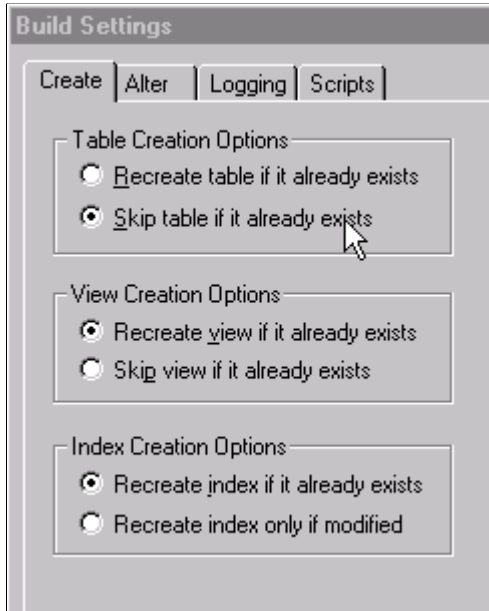 Build Settings
Create Alter Logging Scripts
Table Creation Options
Recreate table if it already exists
Skip table if it already exists
View Creation Options
Recreate view if it already exists
Skip view if it already exists
Index Creation Options
Recreate index if it already exists
Recreate index only if modified